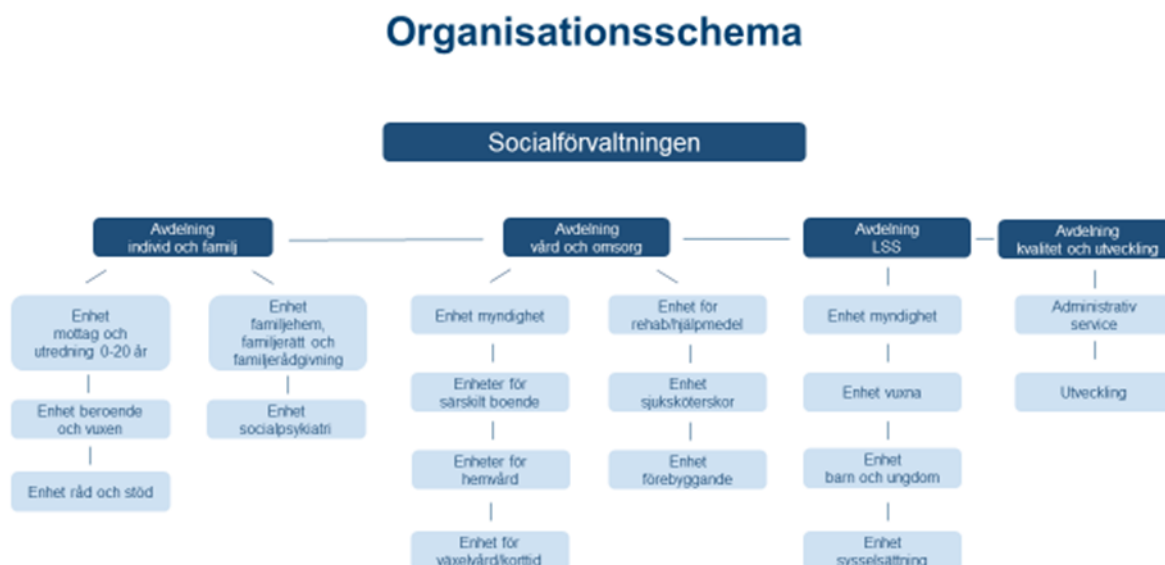 Organisationsschema
Socialförvaltningen
Avdelning
individ och familj
Avdelning
vård och omsorg
Avdelning
LSS
Avdelning
kvalitet och utveckling
Enhet
mottag och
utredning 0-20 år
Enhet
familjehem,
familjerätt och
familjerådgivning
Enhet myndighet
Enhet för
rehab/hjälpmedel
Enhet myndighet
Administrativ
service
Enhet beroende
och vuxen
Enhet
socialpsykiatri
Enheter för
särskilt boende
Enhet
sjuksköterskor
Enhet vuxna
Utveckling
Enhet råd och stöd
Enheter för
hemvård
Enhet
förebyggande
Enhet
barn och ungdom
Enhet för
växelvård/korttid
Enhet
sysselsättning